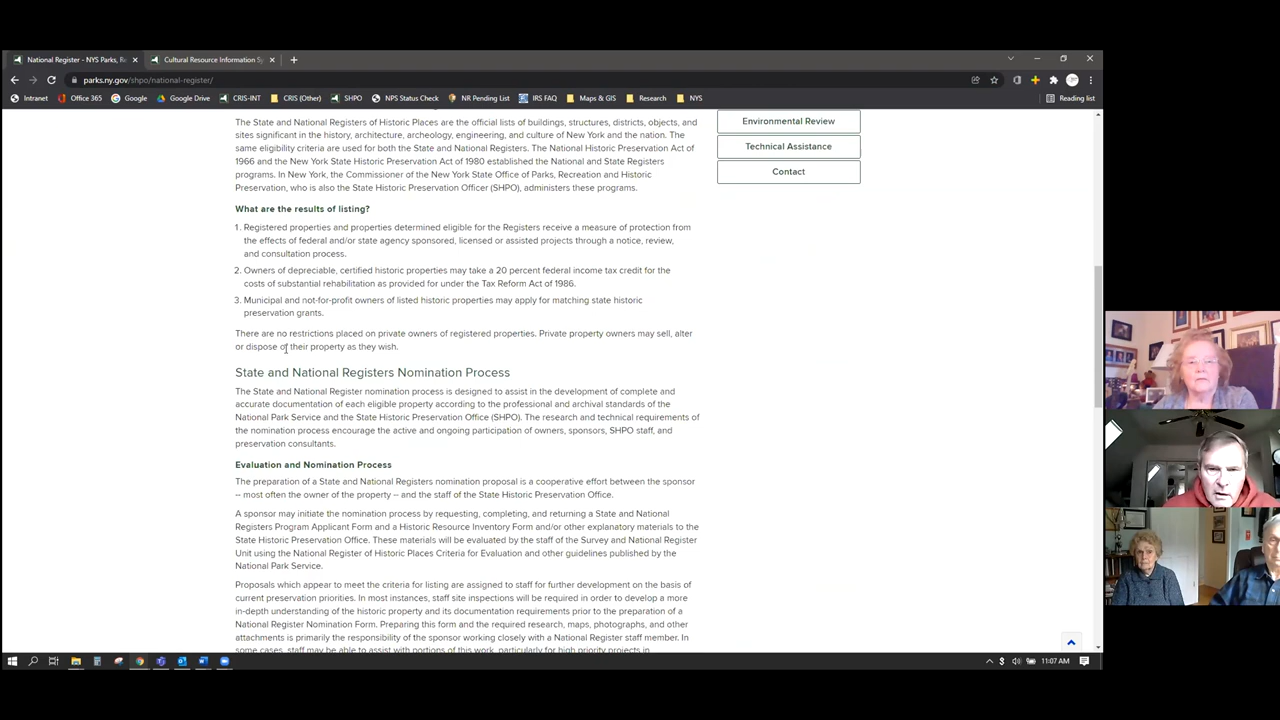 National Register - NYS Parks, Re
Cultural Resource Information Sy
parks.ny.gov/shpo/national-register/
Intranet
Office 365
Google
Google Drive
CRIS-INT
CRIS (Other)
SHPO
NPS Status Check
NR Pending List
IRS FAQ
Maps & GIS
Research
NYS
Reading list
The State and National Registers of Historic Places are the official lists of buildings, structures, districts, objects, and
sites significant in the history, architecture, archeology, engineering, and culture of New York and the nation. The
same eligibility criteria are used for both the State and National Registers. The National Historic Preservation Act of
1966 and the New York State Historic Preservation Act of 1980 established the National and State Registers
programs. In New York, the Commissioner of the New York State Office of Parks, Recreation and Historic
Preservation, who is also the State Historic Preservation Officer (SHPO), administers these programs.
What are the results of listing?
1. Registered properties and properties determined eligible for the Registers receive a measure of protection from
the effects of federal and/or state agency sponsored, licensed or assisted projects through a notice, review,
and consultation process.
2. Owners of depreciable, certified historic properties may take a 20 percent federal income tax credit for the
costs of substantial rehabilitation as provided for under the Tax Reform Act of 1986.
3. Municipal and not-for-profit owners of listed historic properties may apply for matching state historic
preservation grants.
There are no restrictions placed on private owners of registered properties. Private property owners may sell, alter
or dispose of their property as they wish.
State and National Registers Nomination Process
The State and National Register nomination process is designed to assist in the development of complete and
accurate documentation of each eligible property according to the professional and archival standards of the
National Park Service and the State Historic Preservation Office (SHPO). The research and technical requirements of
the nomination process encourage the active and ongoing participation of owners, sponsors, SHPO staff, and
preservation consultants.
Evaluation and Nomination Process
The preparation of a State and National Registers nomination proposal is a cooperative effort between the sponsor
-- most often the owner of the property -- and the staff of the State Historic Preservation Office.
A sponsor may initiate the nomination process by requesting, completing, and returning a State and National
Registers Program Applicant Form and a Historic Resource Inventory Form and/or other explanatory materials to the
State Historic Preservation Office. These materials will be evaluated by the staff of the Survey and National Register
Unit using the National Register of Historic Places Criteria for Evaluation and other guidelines published by the
National Park Service.
Proposals which appear to meet the criteria for listing are assigned to staff for further development on the basis of
current preservation priorities. In most instances, staff site inspections will be required in order to develop a more
in-depth understanding of the historic property and its documentation requirements prior to the preparation of a
National Register Nomination Form. Preparing this form and the required research, maps, photographs, and other
attachments is primarily the responsibility of the sponsor working closely with a National Register staff member. In
some cases, staff may be able to assist with portions of this work, particularly for high priority projects in
Environmental Review
Technical Assistance
Contact
11:07 AM